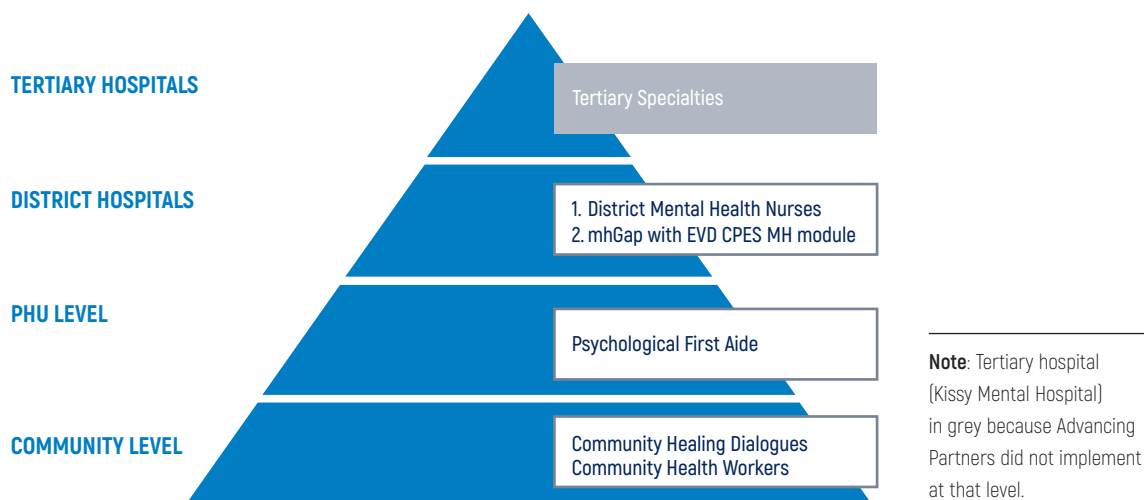 TERTIARY HOSPITALS
Tertiary Specialties
DISTRICT HOSPITALS
1. District Mental Health Nurses
2. mhGap with EVD CPES MH module
PHU LEVEL
Psychological First Aide
COMMUNITY LEVEL
Community Healing Dialogues
Community Health Workers
Note: Tertiary hospital
(Kissy Mental Hospital)
in grey because Advancing
Partners did not implement
at that level.